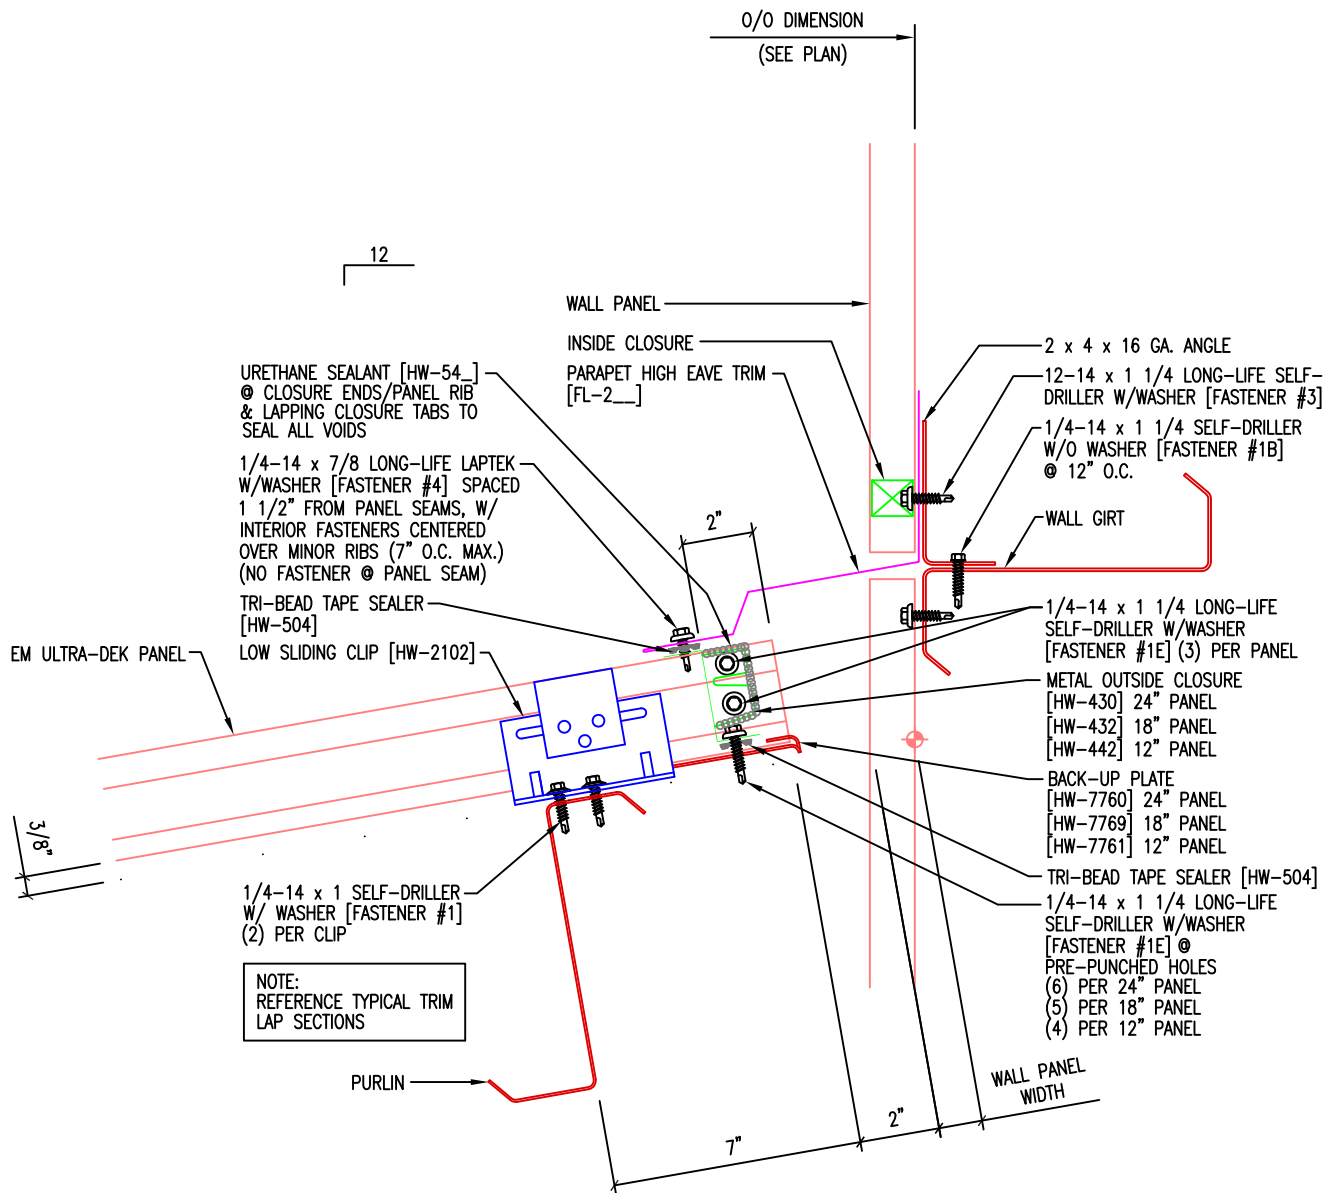 O/O DIMENSION
(SEE PLAN)
12
WALL PANEL
INSIDE CLOSURE
PARAPET HIGH EAVE TRIM
[FL-2__]
URETHANE SEALANT [HW-54_]
@ CLOSURE ENDS/PANEL RIB
& LAPPING CLOSURE TABS TO
SEAL ALL VOIDS
1/4-14 x 7/8 LONG-LIFE LAPTEK
W/WASHER [FASTENER #4] SPACED
1 1/2" FROM PANEL SEAMS, W/
INTERIOR FASTENERS CENTERED
OVER MINOR RIBS (7" O.C. MAX.)
(NO FASTENER @ PANEL SEAM)
TRI-BEAD TAPE SEALER
[HW-504]
LOW SLIDING CLIP [HW-2102]
EM ULTRA-DEK PANEL
2"
2 x 4 x 16 GA. ANGLE
12-14 x 1 1/4 LONG-LIFE SELF-
DRILLER W/WASHER [FASTENER #3]
1/4-14 x 1 1/4 SELF-DRILLER
W/O WASHER [FASTENER #1B]
@ 12" O.C.
WALL GIRT
1/4-14 x 1 1/4 LONG-LIFE
SELF-DRILLER W/WASHER
[FASTENER #1E] (3) PER PANEL
METAL OUTSIDE CLOSURE
[HW-430] 24" PANEL
[HW-432] 18" PANEL
[HW-442] 12" PANEL
BACK-UP PLATE
[HW-7760] 24" PANEL
[HW-7769] 18" PANEL
[HW-7761] 12" PANEL
TRI-BEAD TAPE SEALER [HW-504]
1/4-14 x 1 1/4 LONG-LIFE
SELF-DRILLER W/WASHER
[FASTENER #1E] @
PRE-PUNCHED HOLES
(6) PER 24" PANEL
(5) PER 18" PANEL
(4) PER 12" PANEL
3/8"
1/4-14 x 1 SELF-DRILLER
W/ WASHER [FASTENER #1]
(2) PER CLIP
NOTE:
REFERENCE TYPICAL TRIM
LAP SECTIONS
PURLIN
7"
2"
WALL PANEL
WIDTH